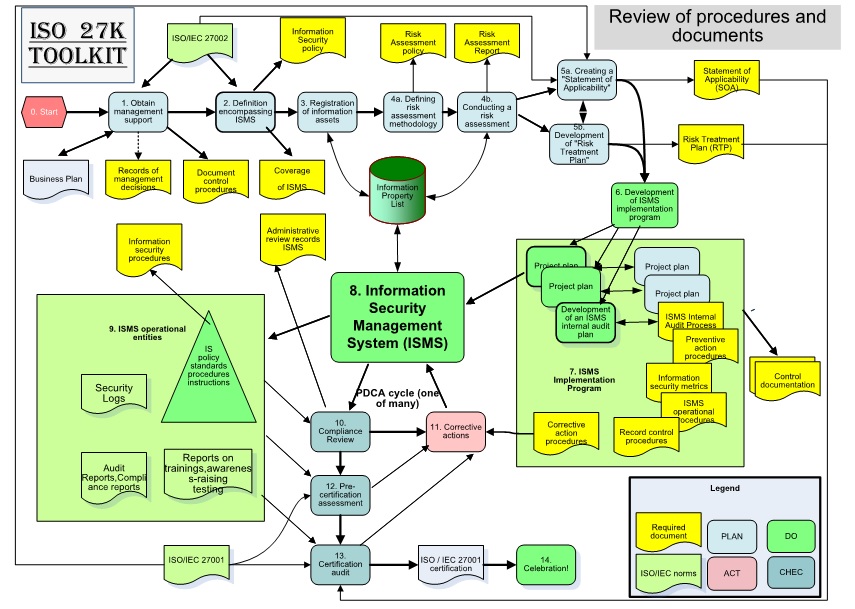 Review of procedures and
documents
ISO 27K
TOOLKIT
ISO/IEC 27002
Information
Security
policy
Risk
Assessment
policy
Risk
Assessment
Report
5a. Creating a
"Statement of
Applicability"
Statement of
Applicability
(SOA)
0. Start
1. Obtain
management
support
2. Definition
encompassing
ISMS
3. Registration
of information
assets
4a. Defining
risk
assessment
methodology
4b.
Conducting a
risk
assessment
5b.
Development
of "Risk
Treatment
Plan"
Risk Treatment
Plan (RTP)
Business Plan
Records of
management
decisions
Document
control
procedures
Coverage
of ISMS
Information
Property
List
6. Development
of ISMS
implementation
program
Information
security
procedures
Administrative
review records
ISMS
Project plan
Project plan
Project plan
Project plan
Development
of an ISMS
internal audit
plan
ISMS Internal
Audit Process
Preventive
action
procedures
8. Information
Security
Management
System (ISMS)
9. ISMS operational
entities
IS
policy
standards
procedures
instructions
7. ISMS
Implementation
Program
Information
security metrics
ISMS
operational
procedures
Control
documentation
Security
Logs
PDCA cycle (one
of many)
10.
Compliance
Review
11. Corrective
actions
Corrective
action
procedures
Record control
procedures
Audit
Reports,Compli
ance reports
Reports on
trainings,awarenes
s-raising
testing
12. Pre-
certification
assessment
Legend
Required
document
PLAN
DO
ISO/IEC norms
ACT
CHEC
ISO/IEC 27001
13.
Certification
audit
ISO / IEC 27001
certification
14.
Celebration!